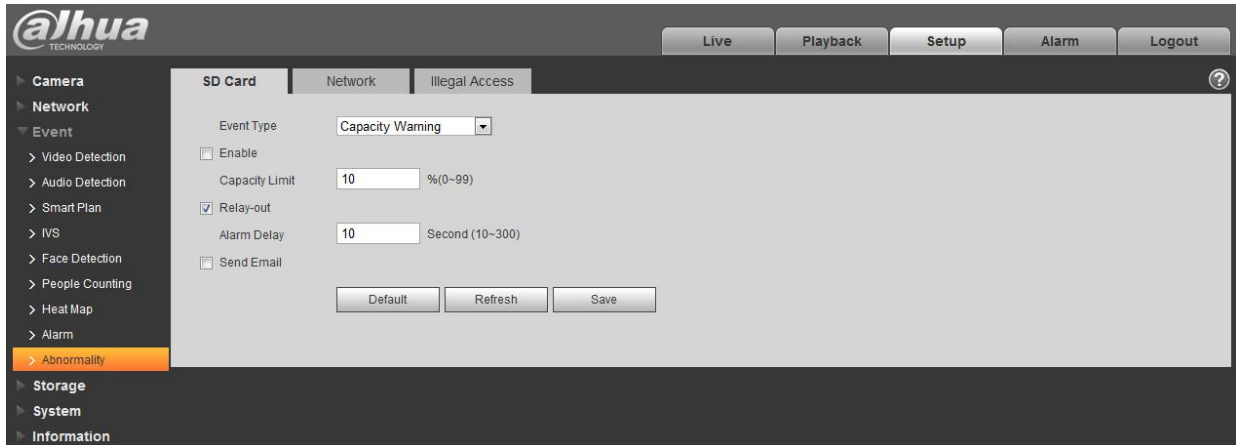 alhua
TECHNOLOGY
Live Playback Setup Alarm Logout
Camera
Network
Event
Video Detection
Audio Detection
Smart Plan
IVS
Face Detection
People Counting
Heat Map
Alarm
Abnormality
Storage
System
Information
SD Card Network Illegal Access
?
Event Type Capacity Warning
Enable
Capacity Limit 10 %(0~99)
Relay-out
Alarm Delay 10 Second (10~300)
Send Email
Default Refresh Save